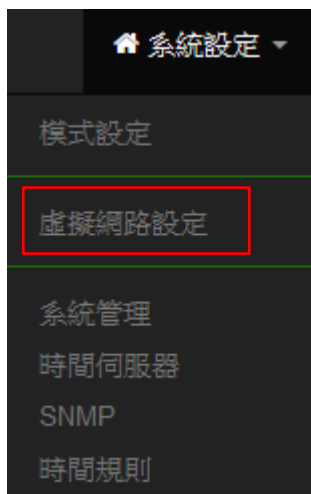 系統設定
模式設定
虛擬網路設定
系統管理
時間伺服器
SNMP
時間規則